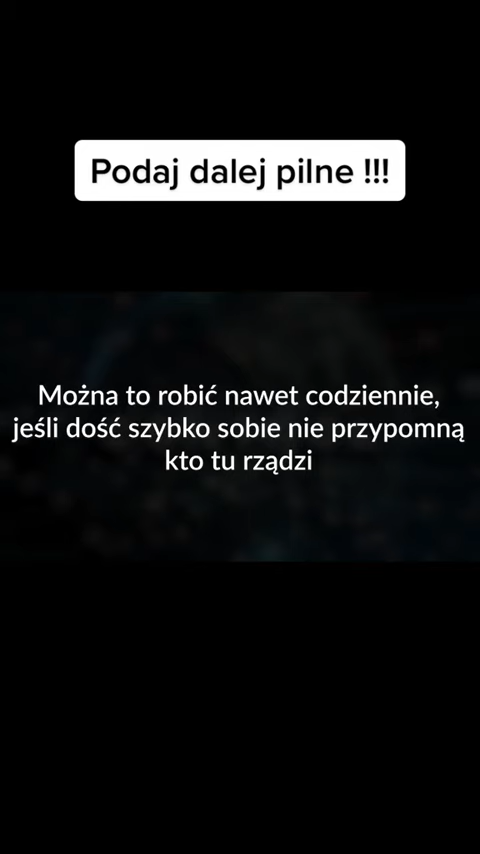 Podaj dalej pilne !!!
Można to robić nawet codziennie,
jeśli dość szybko sobie nie przypomną
kto tu rządzi